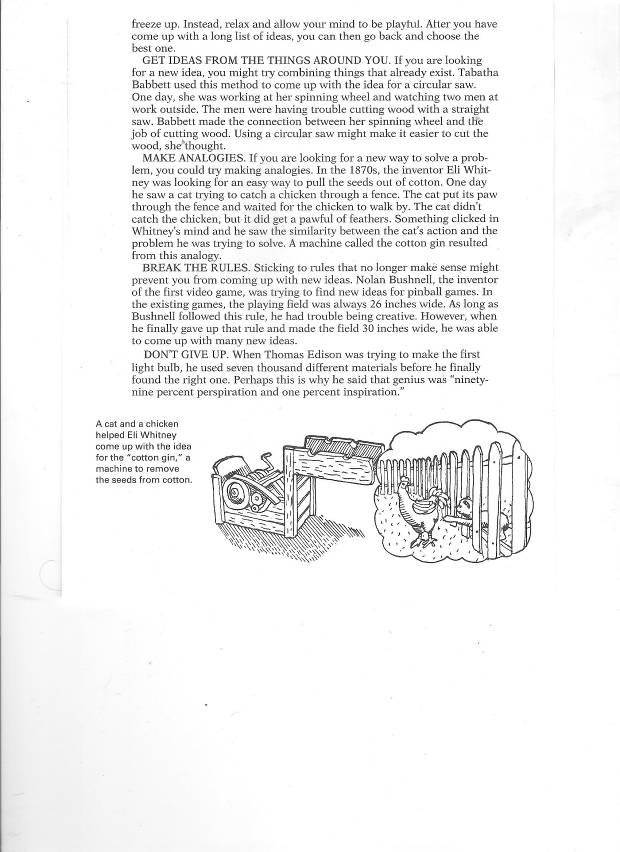 freeze up. Instead, relax and allow your mind to be playful. After you have
come up with a long list of ideas, you can then go back and choose the
best one.
GET IDEAS FROM THE THINGS AROUND YOU. If you are looking
for a new idea, you might try combining things that already exist. Tabatha
Babbett used this method to come up with the idea for a circular saw.
One day, she was working at her spinning wheel and watching two men at
work outside. The men were having trouble cutting wood with a straight
saw. Babbett made the connection between her spinning wheel and the
job of cutting wood. Using a circular saw might make it easier to cut the
wood, she thought.
MAKE ANALOGIES. If you are looking for a new way to solve a prob-
lem, you could try making analogies. In the 1870s, the inventor Eli Whit-
ney was looking for an easy way to pull the seeds out of cotton. One day
he saw a cat trying to catch a chicken through a fence. The cat put its paw
through the fence and waited for the chicken to walk by. The cat didn't
catch the chicken, but it did get a pawful of feathers. Something clicked in
Whitney's mind and he saw the similarity between the cat's action and the
problem he was trying to solve. A machine called the cotton gin resulted
from this analogy.
BREAK THE RULES. Sticking to rules that no longer make sense might
prevent you from coming up with new ideas. Nolan Bushnell, the inventor
of the first video game, was trying to find new ideas for pinball games. In
the existing games, the playing field was always 26 inches wide. As long as
Bushnell followed this rule, he had trouble being creative. However, when
he finally gave up that rule and made the field 30 inches wide, he was able
to come up with many new ideas.
DON'T GIVE UP. When Thomas Edison was trying to make the first
light bulb, he used seven thousand different materials before he finally
found the right one. Perhaps this is why he said that genius was "ninety-
nine percent perspiration and one percent inspiration."
A cat and a chicken
helped Eli Whitney
come up with the idea
for the "cotton gin," a
machine to remove
the seeds from cotton.